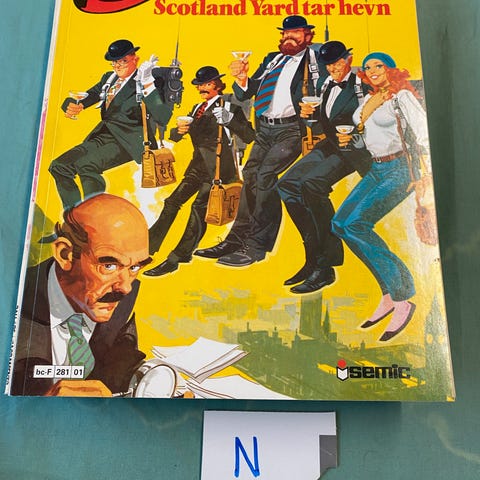 Scotland Yard tar hevn
semic
bc-F 281 01
N